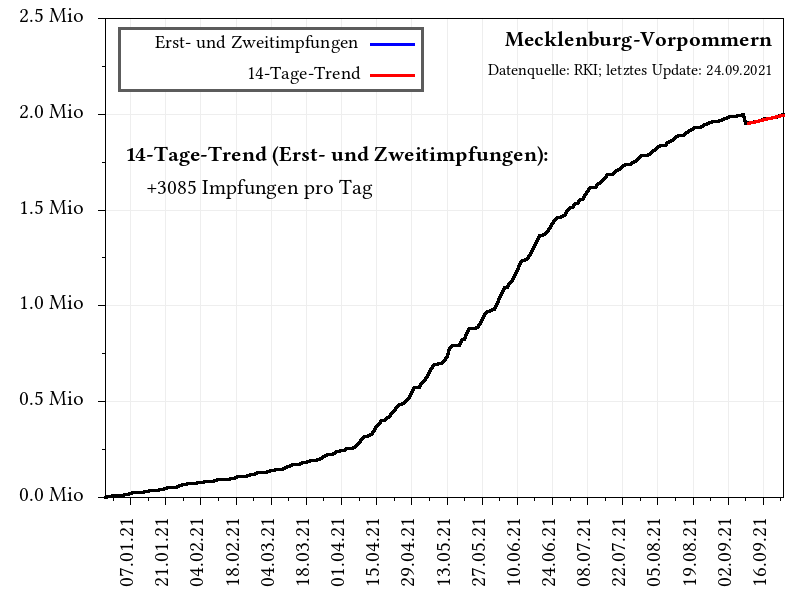 2.5 Mio
Erst- und Zweitimpfungen
14-Tage-Trend
Mecklenburg-Vorpommern
Datenquelle: RKI; letztes Update: 24.09.2021
2.0 Mio
14-Tage-Trend (Erst- und Zweitimpfungen):
+3085 Impfungen pro Tag
1.5 Mio
1.0 Mio
0.5 Mio
0.0 Mio
07.01.21
21.01.21
04.02.21
18.02.21
04.03.21
18.03.21
01.04.21
15.04.21
29.04.21
13.05.21
27.05.21
10.06.21
24.06.21
08.07.21
22.07.21
05.08.21
19.08.21
02.09.21
16.09.21